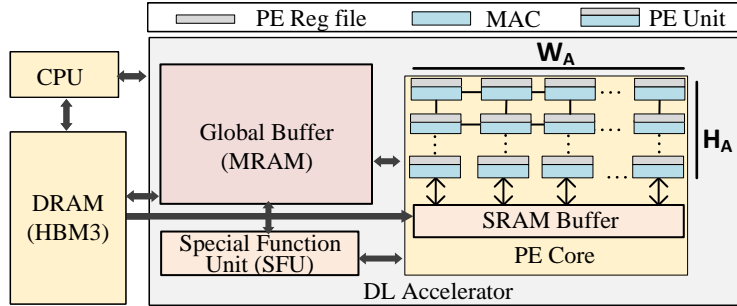 PE Reg file MAC PE Unit
CPU
W_A
Global Buffer
(MRAM)
H_A
DRAM
(HBM3)
SRAM Buffer
Special Function
Unit (SFU)
PE Core
DL Accelerator